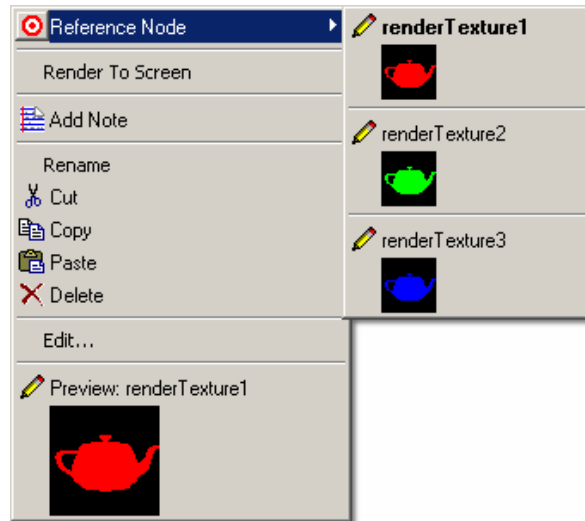 Reference Node
Render To Screen
Add Note
Rename
Cut
Copy
Paste
Delete
Edit...
Preview: renderTexture1
renderTexture1
renderTexture2
renderTexture3